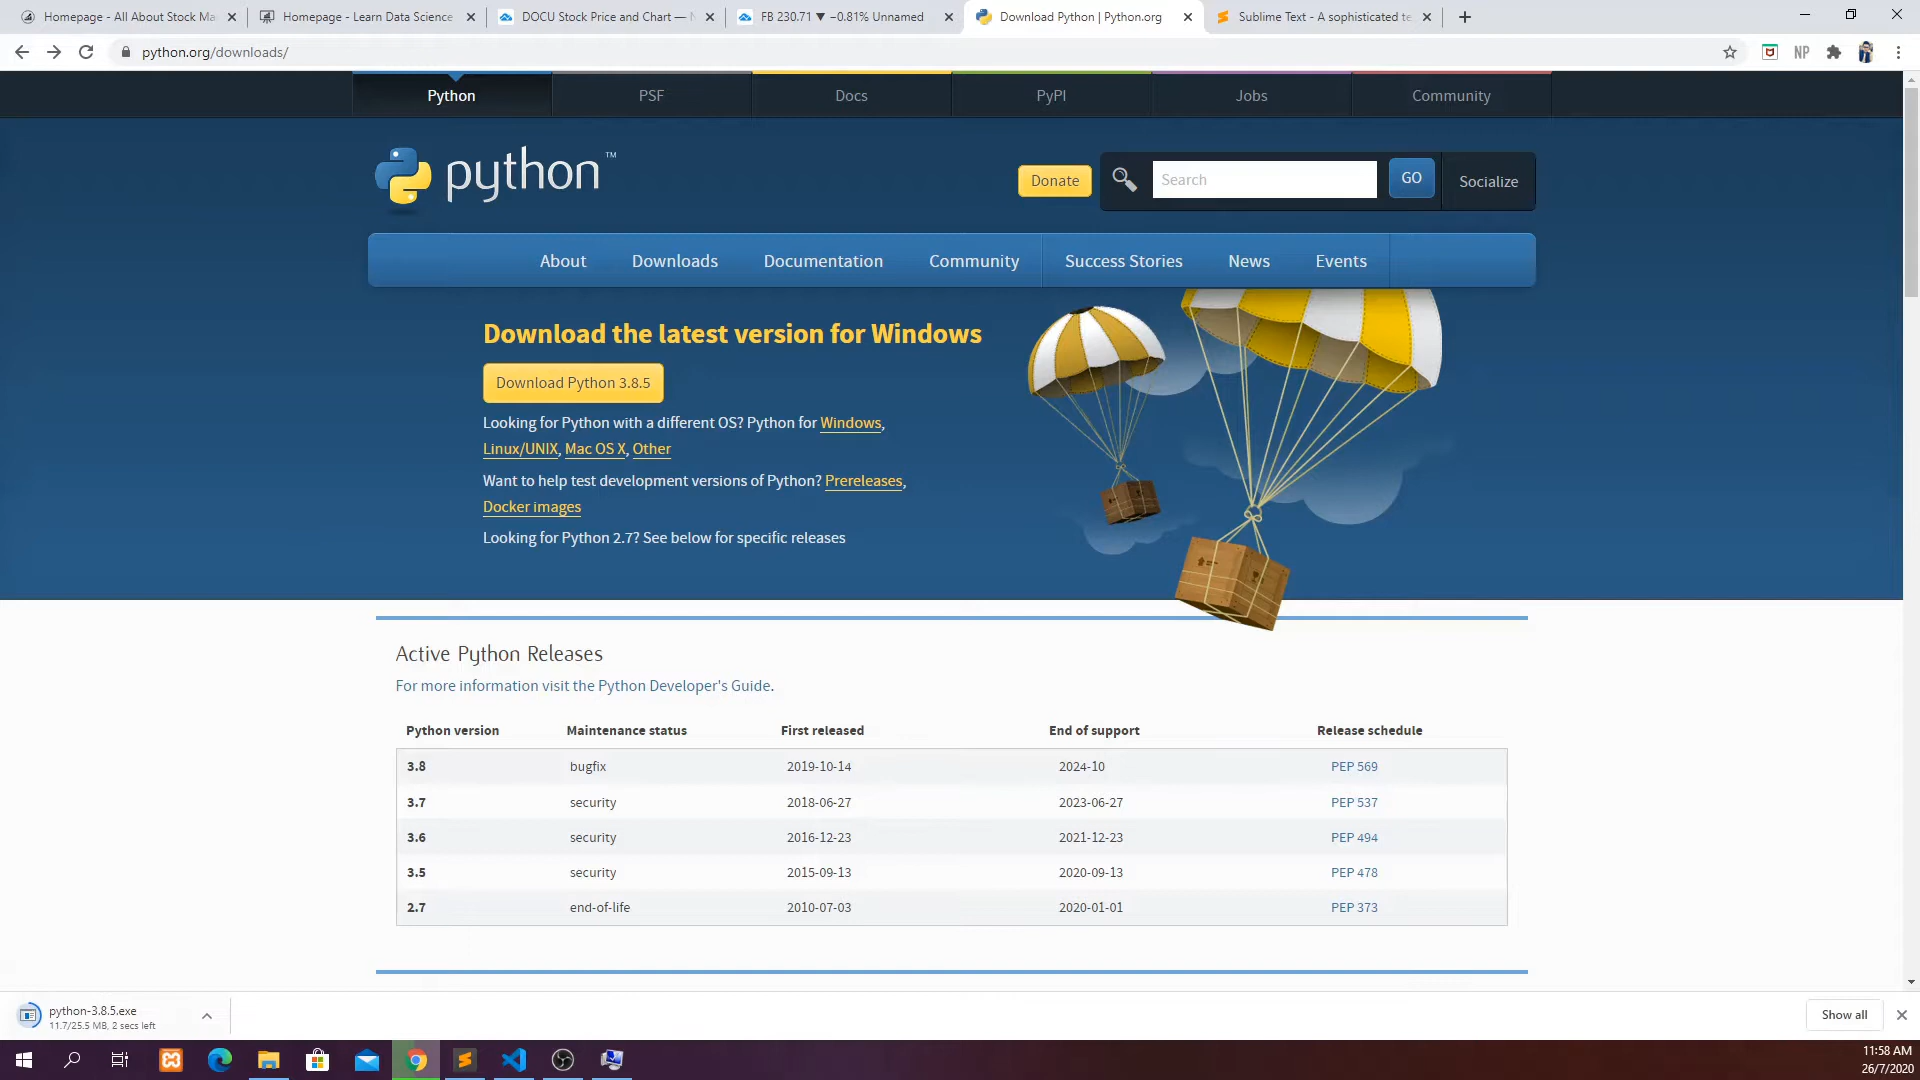 Homepage - All About Stock Ma
Homepage - Learn Data Science
DOCU Stock Price and Chart —
FB 230.71 ▼ −0.81% Unnamed
Download Python | Python.org
Sublime Text - A sophisticated te
python.org/downloads/
NP
Python
PSF
Docs
PyPI
Jobs
Community
python™
Donate
Search
GO
Socialize
About
Downloads
Documentation
Community
Success Stories
News
Events
Download the latest version for Windows
Download Python 3.8.5
Looking for Python with a different OS? Python for Windows,
Linux/UNIX, Mac OS X, Other
Want to help test development versions of Python? Prereleases,
Docker images
Looking for Python 2.7? See below for specific releases
Active Python Releases
For more information visit the Python Developer's Guide.
Python version Maintenance status First released End of support Release schedule
3.8 bugfix 2019-10-14 2024-10 PEP 569
3.7 security 2018-06-27 2023-06-27 PEP 537
3.6 security 2016-12-23 2021-12-23 PEP 494
3.5 security 2015-09-13 2020-09-13 PEP 478
2.7 end-of-life 2010-07-03 2020-01-01 PEP 373
python-3.8.5.exe
11.7/25.5 MB, 2 secs left
Show all
11:58 AM
26/7/2020